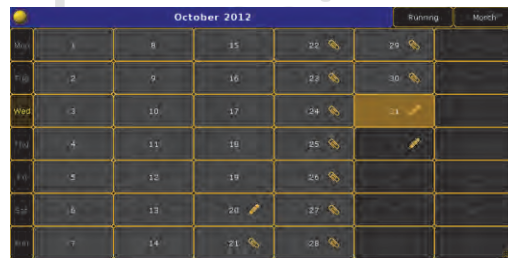 October 2012 Running Month
Mon 1 8 15 22 29
Tue 2 9 16 23 30
Wed 3 10 17 24 31
Thu 4 11 18 25
Fri 5 12 19 26
Sat 6 13 20 27
Sun 7 14 21 28